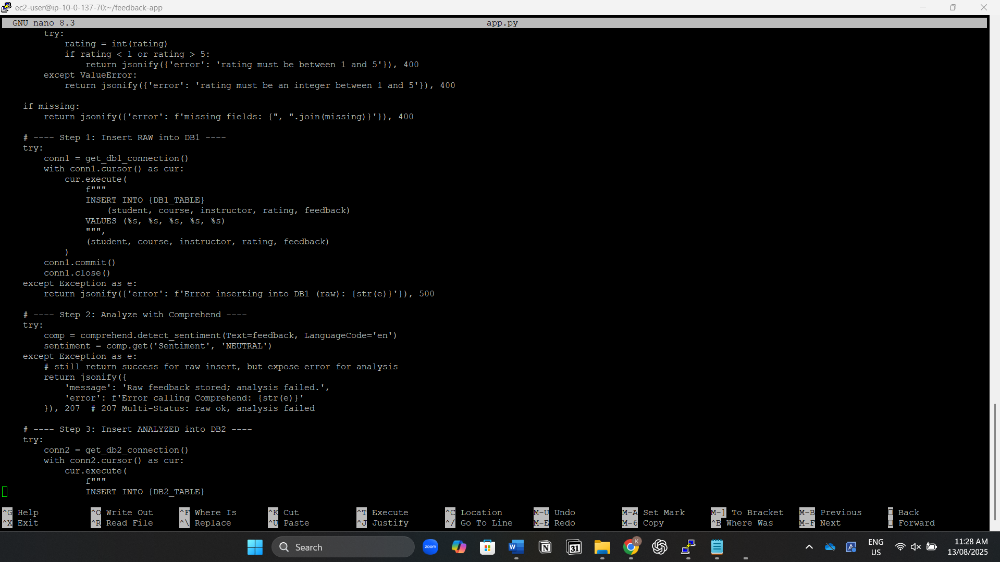 ec2-user@ip-10-0-137-70:~/feedback-app
GNU nano 8.3 app.py
        try:
            rating = int(rating)
            if rating < 1 or rating > 5:
                return jsonify({'error': 'rating must be between 1 and 5'}), 400
        except ValueError:
            return jsonify({'error': 'rating must be an integer between 1 and 5'}), 400

    if missing:
        return jsonify({'error': f'missing fields: {", ".join(missing)}'}), 400

    # ---- Step 1: Insert RAW into DB1 ----
    try:
        conn1 = get_db1_connection()
        with conn1.cursor() as cur:
            cur.execute(
                f"""
                INSERT INTO {DB1_TABLE}
                    (student, course, instructor, rating, feedback)
                VALUES (%s, %s, %s, %s, %s)
                """,
                (student, course, instructor, rating, feedback)
            )
        conn1.commit()
        conn1.close()
    except Exception as e:
        return jsonify({'error': f'Error inserting into DB1 (raw): {str(e)}'}), 500

    # ---- Step 2: Analyze with Comprehend ----
    try:
        comp = comprehend.detect_sentiment(Text=feedback, LanguageCode='en')
        sentiment = comp.get('Sentiment', 'NEUTRAL')
    except Exception as e:
        # still return success for raw insert, but expose error for analysis
        return jsonify({
            'message': 'Raw feedback stored; analysis failed.',
            'error': f'Error calling Comprehend: {str(e)}'
        }), 207  # 207 Multi-Status: raw ok, analysis failed

    # ---- Step 3: Insert ANALYZED into DB2 ----
    try:
        conn2 = get_db2_connection()
        with conn2.cursor() as cur:
            cur.execute(
                f"""
                INSERT INTO {DB2_TABLE}
^G Help ^O Write Out ^F Where Is ^K Cut ^T Execute ^C Location M-U Undo M-A Set Mark M-] To Bracket M-B Previous Back
^X Exit ^R Read File ^\ Replace ^U Paste ^J Justify ^/ Go To Line M-E Redo M-6 Copy ^B Where Was M-F Next Forward
Search
zoom
31
K
ENG
US
11:28 AM
13/08/2025